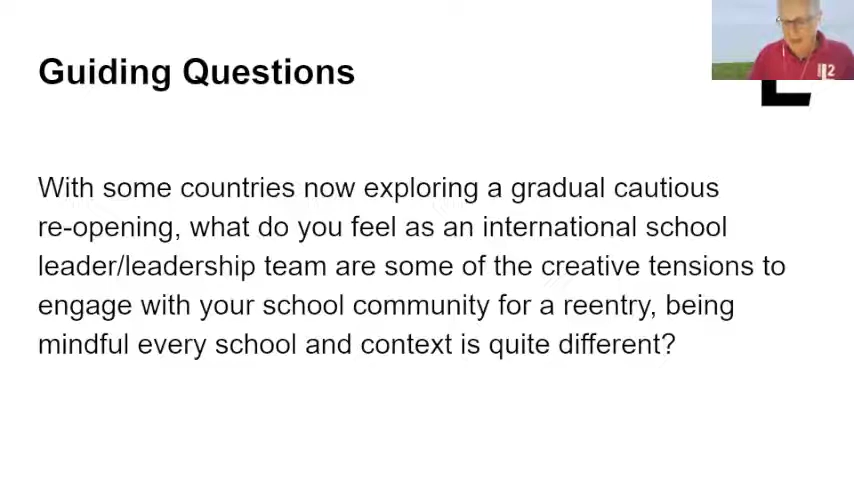 Guiding Questions
With some countries now exploring a gradual cautious
re-opening, what do you feel as an international school
leader/leadership team are some of the creative tensions to
engage with your school community for a reentry, being
mindful every school and context is quite different?